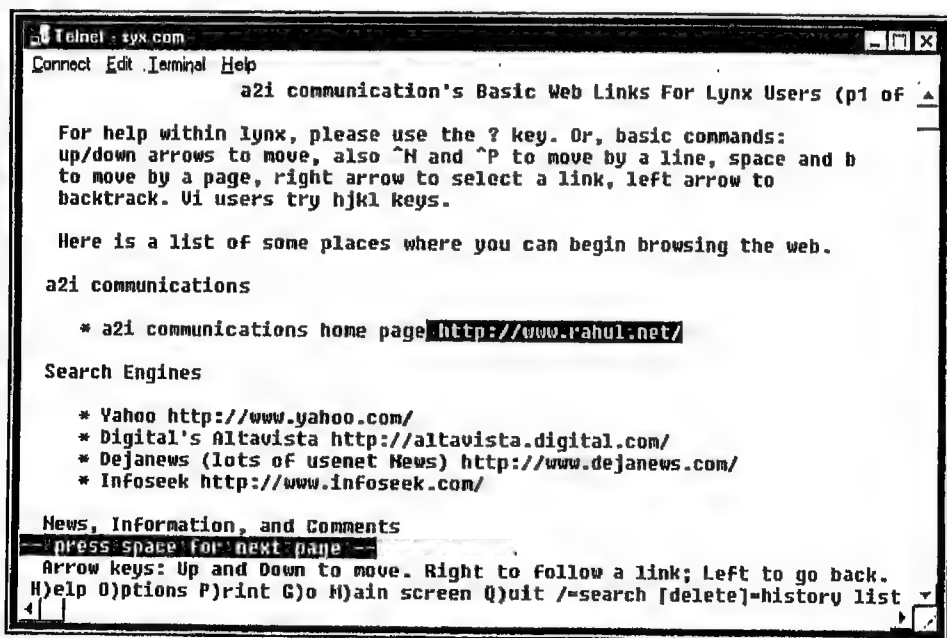 Telnet - syx.com
Connect Edit Terminal Help
a2i communication's Basic Web Links For Lynx Users (p1 of
For help within lynx, please use the ? key. Or, basic commands:
up/down arrows to move, also ^N and ^P to move by a line, space and b
to move by a page, right arrow to select a link, left arrow to
backtrack. Vi users try hjkl keys.
Here is a list of some places where you can begin browsing the web.
a2i communications
* a2i communications home page http://www.rahul.net/
Search Engines
* Yahoo http://www.yahoo.com/
* Digital's Altavista http://altavista.digital.com/
* Dejanews (lots of usenet News) http://www.dejanews.com/
* Infoseek http://www.infoseek.com/
News, Information, and Comments
-- press space for next page --
Arrow keys: Up and Down to move. Right to follow a link; Left to go back.
H)elp O)ptions P)rint G)o M)ain screen Q)uit /=search [delete]=history list